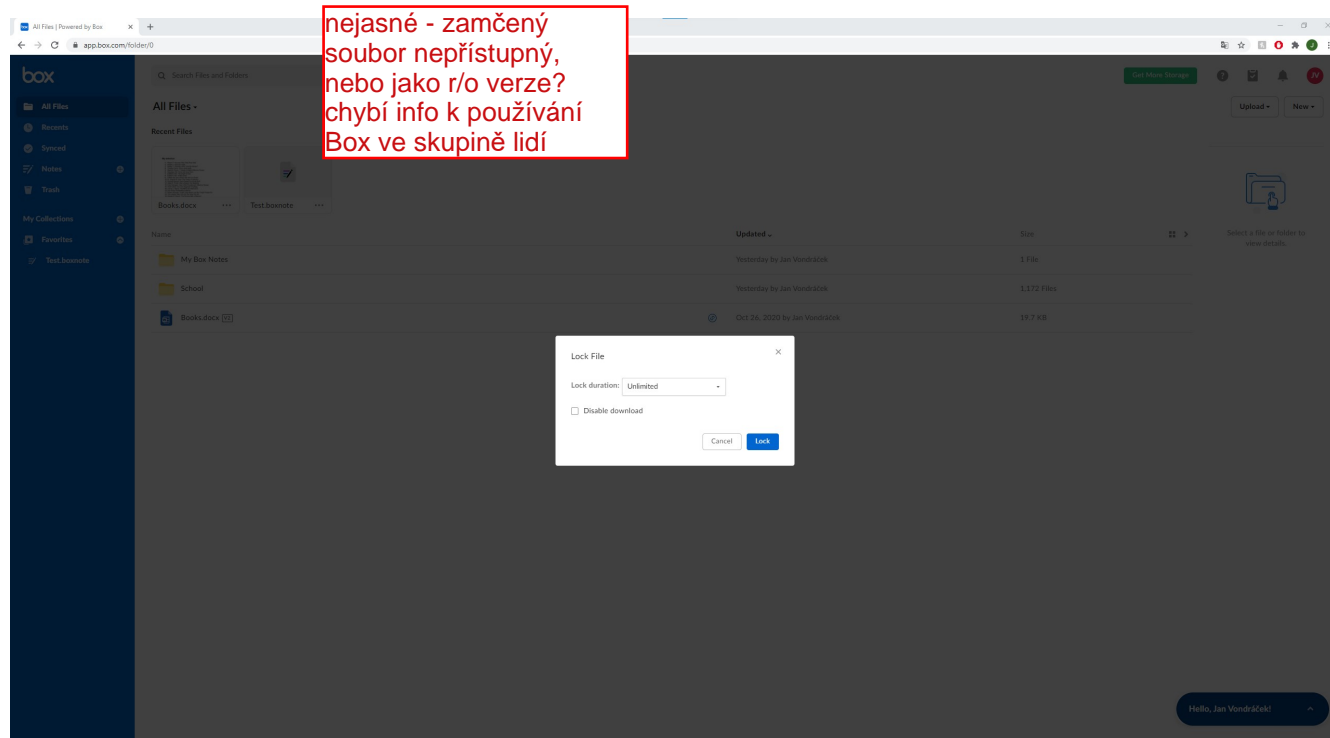 All Files | Powered by Box
nejasné - zamčený
soubor nepřístupný,
nebo jako r/o verze?
chybí info k používání
Box ve skupině lidí
app.box.com/folder/0
box
Search Files and Folders
Get More Storage
JV
All Files
Recents
Synced
Notes
Trash
My Collections
Favorites
Test.boxnote
All Files
Upload
New
Recent Files
Books.docx
Test.boxnote
Name Updated Size
My Box Notes Yesterday by Jan Vondráček 1 File
School Yesterday by Jan Vondráček 1,172 Files
Books.docx Oct 26, 2020 by Jan Vondráček 19.7 KB
Select a file or folder to
view details.
Lock File
Lock duration: Unlimited
Disable download
Cancel Lock
Hello, Jan Vondráček!